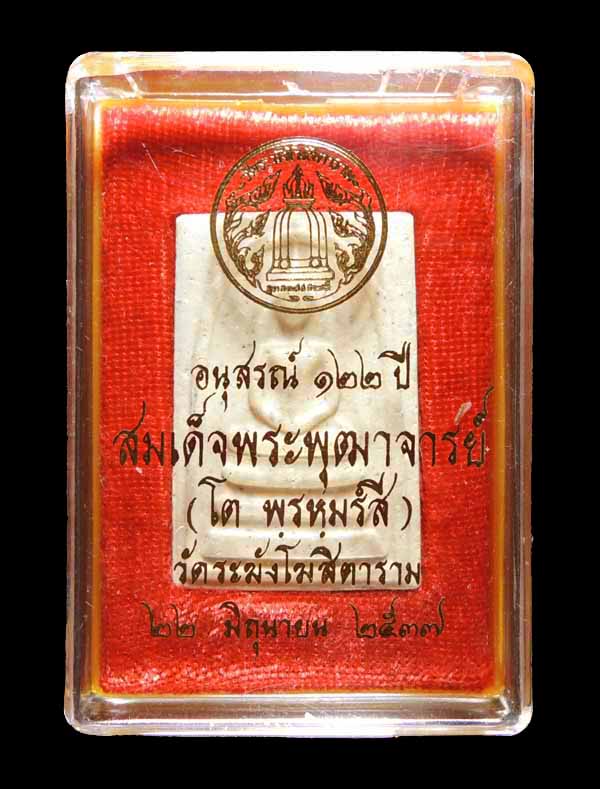 อนุสรณ์ ๑๒๒ ปี
สมเด็จพระพุฒาจารย์
(โต พฺรหฺมรํสี)
วัดระฆังโฆสิตาราม
๒๒ มิถุนายน ๒๕๓๗